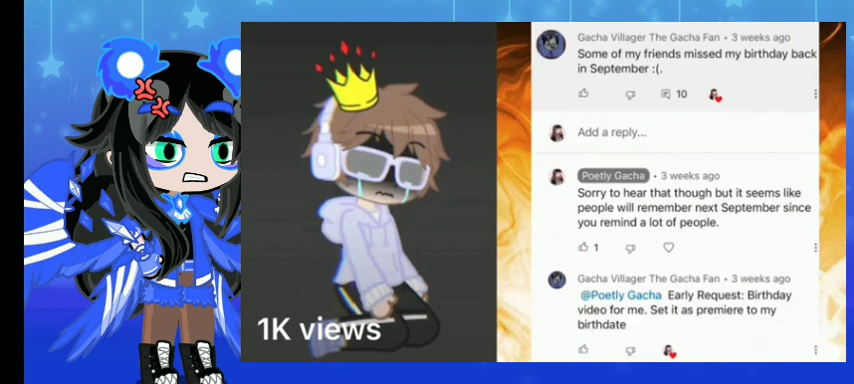 1K views
Gacha Villager The Gacha Fan • 3 weeks ago
Some of my friends missed my birthday back
in September :(.
10
Add a reply...
Poetly Gacha • 3 weeks ago
Sorry to hear that though but it seems like
people will remember next September since
you remind a lot of people.
1
Gacha Villager The Gacha Fan • 3 weeks ago
@Poetly Gacha Early Request: Birthday
video for me. Set it as premiere to my
birthdate